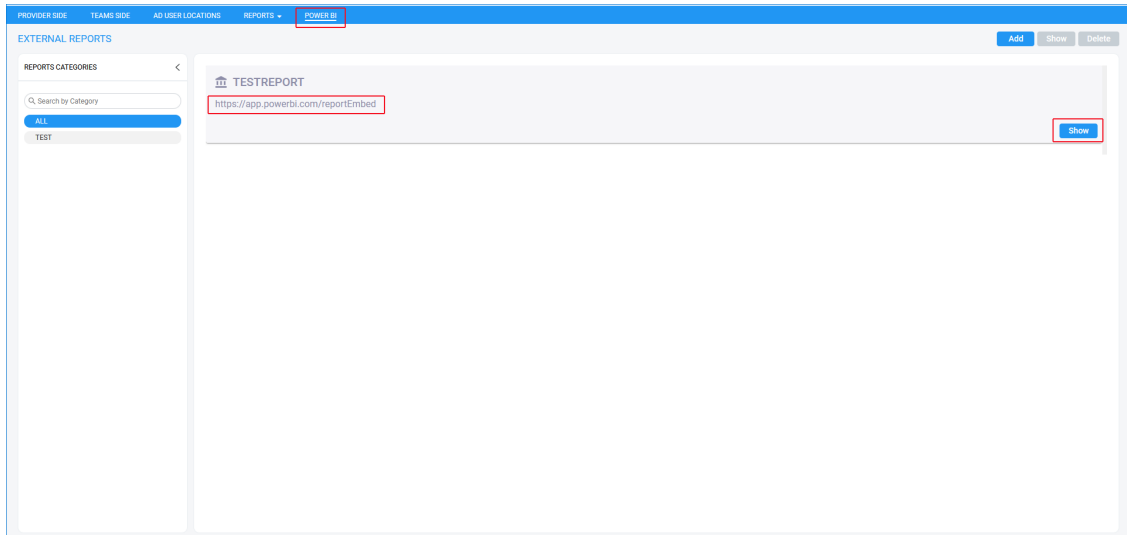 PROVIDER SIDE TEAMS SIDE AD USER LOCATIONS REPORTS POWER BI
EXTERNAL REPORTS
Add Show Delete
REPORTS CATEGORIES
Search by Category
ALL
TEST
TESTREPORT
https://app.powerbi.com/reportEmbed
Show